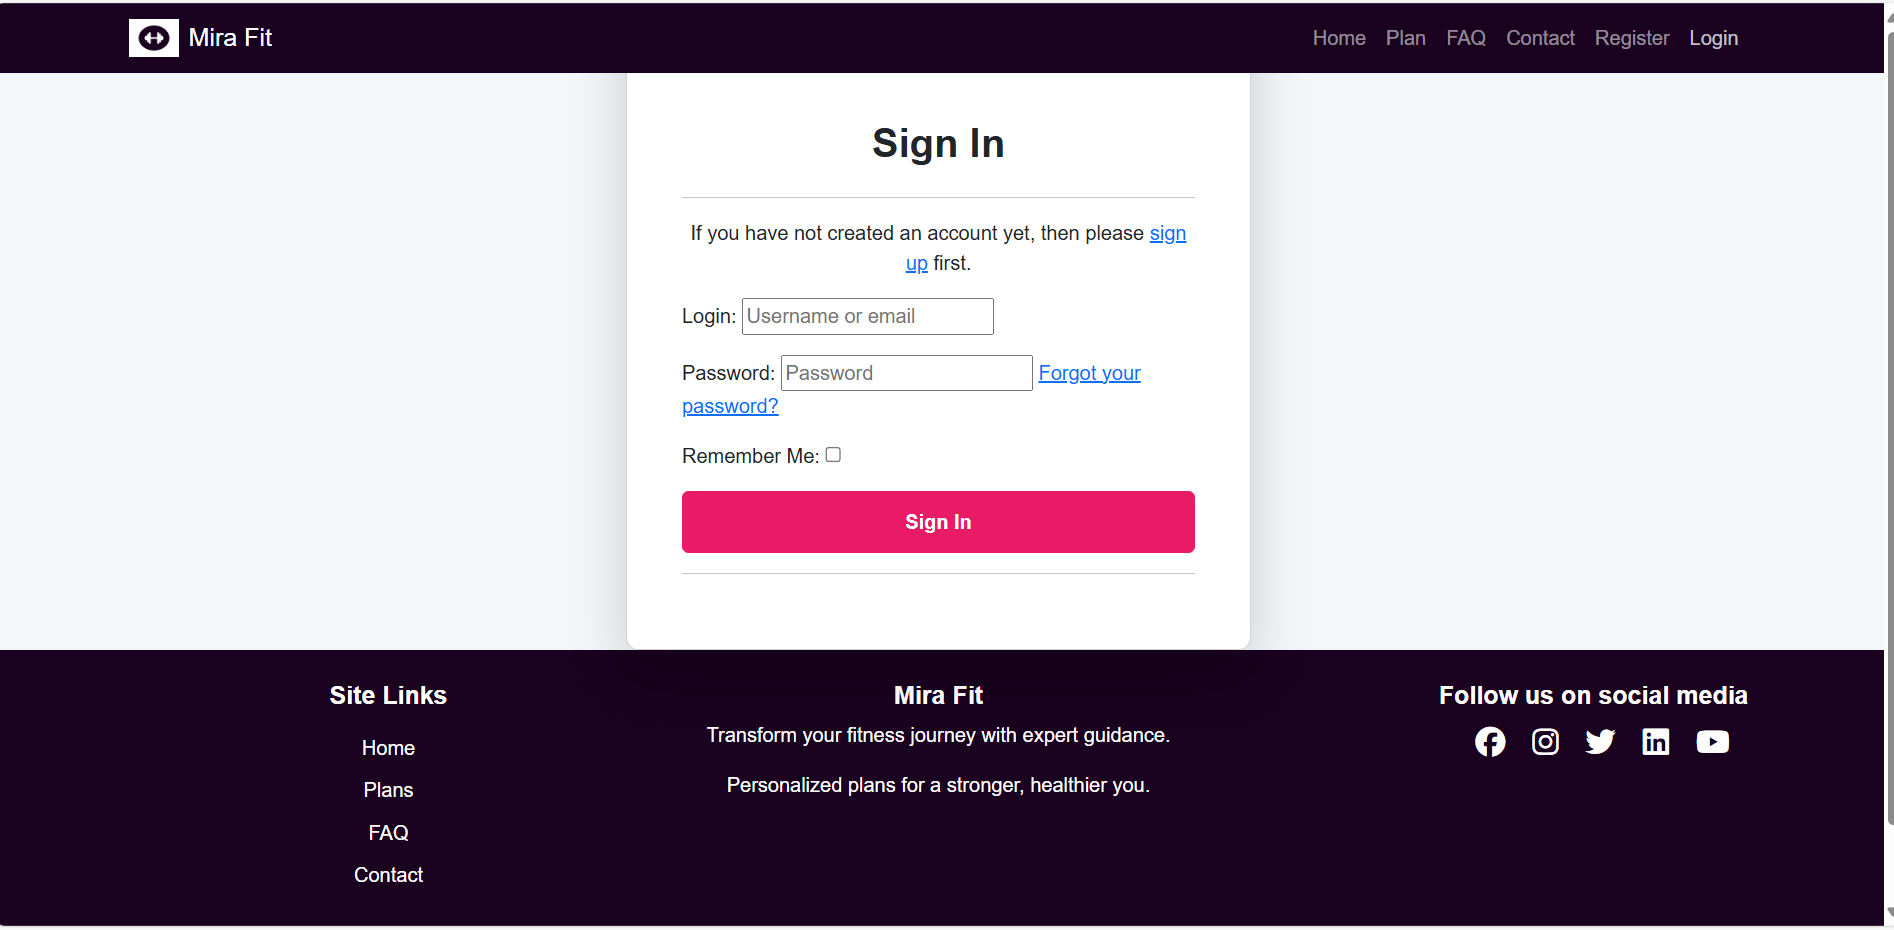 Mira Fit
Home Plan FAQ Contact Register Login
Sign In
If you have not created an account yet, then please sign
up first.
Login: Username or email
Password: Password Forgot your
password?
Remember Me:
Sign In
Site Links
Home
Plans
FAQ
Contact
Mira Fit
Transform your fitness journey with expert guidance.
Personalized plans for a stronger, healthier you.
Follow us on social media